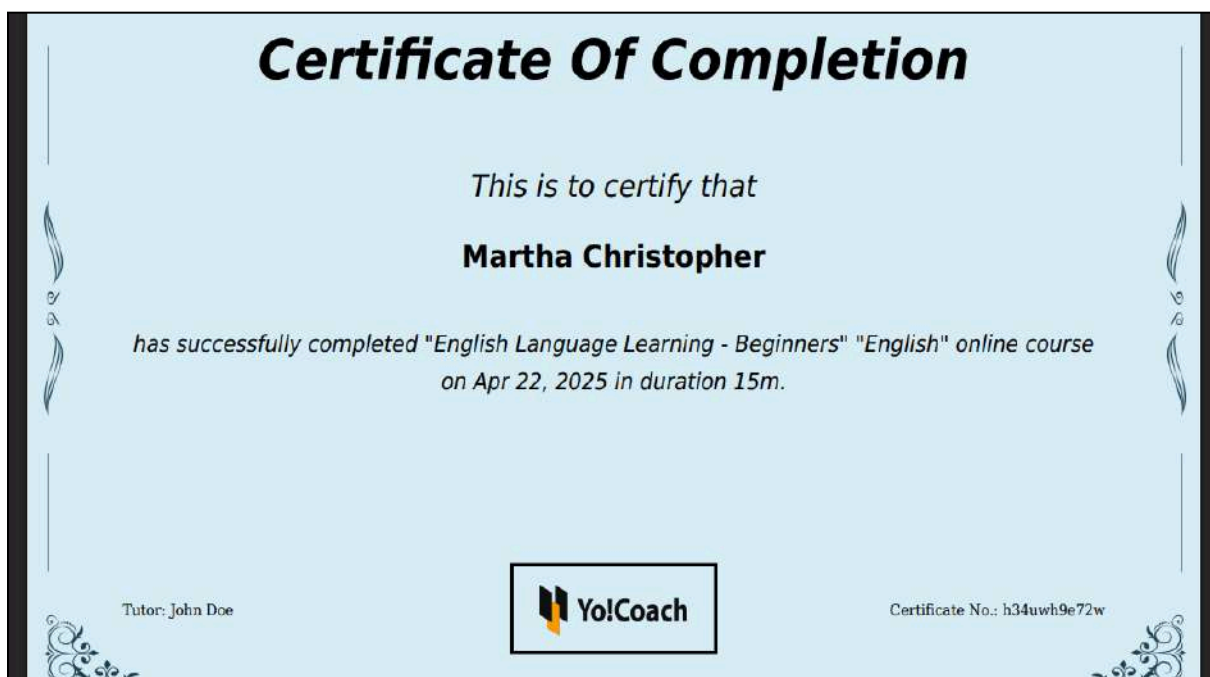 Certificate Of Completion
This is to certify that
Martha Christopher
has successfully completed "English Language Learning - Beginners" "English" online course
on Apr 22, 2025 in duration 15m.
Tutor: John Doe
Yo!Coach
Certificate No.: h34uwh9e72w